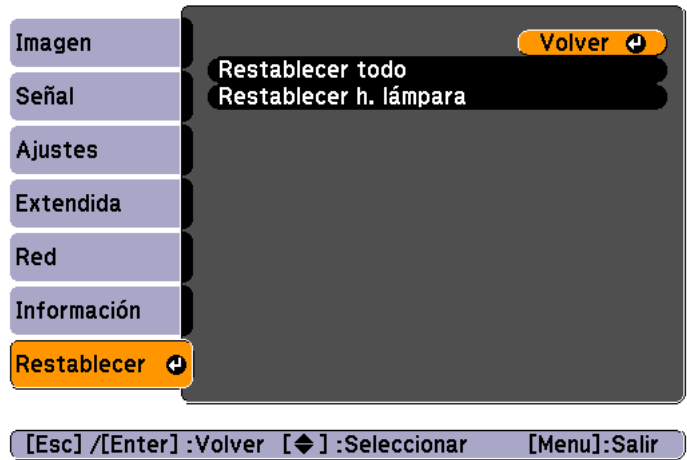 Imagen
Señal
Ajustes
Extendida
Red
Información
Restablecer
Volver
Restablecer todo
Restablecer h. lámpara
[Esc] /[Enter] :Volver [◆] :Seleccionar [Menu]:Salir